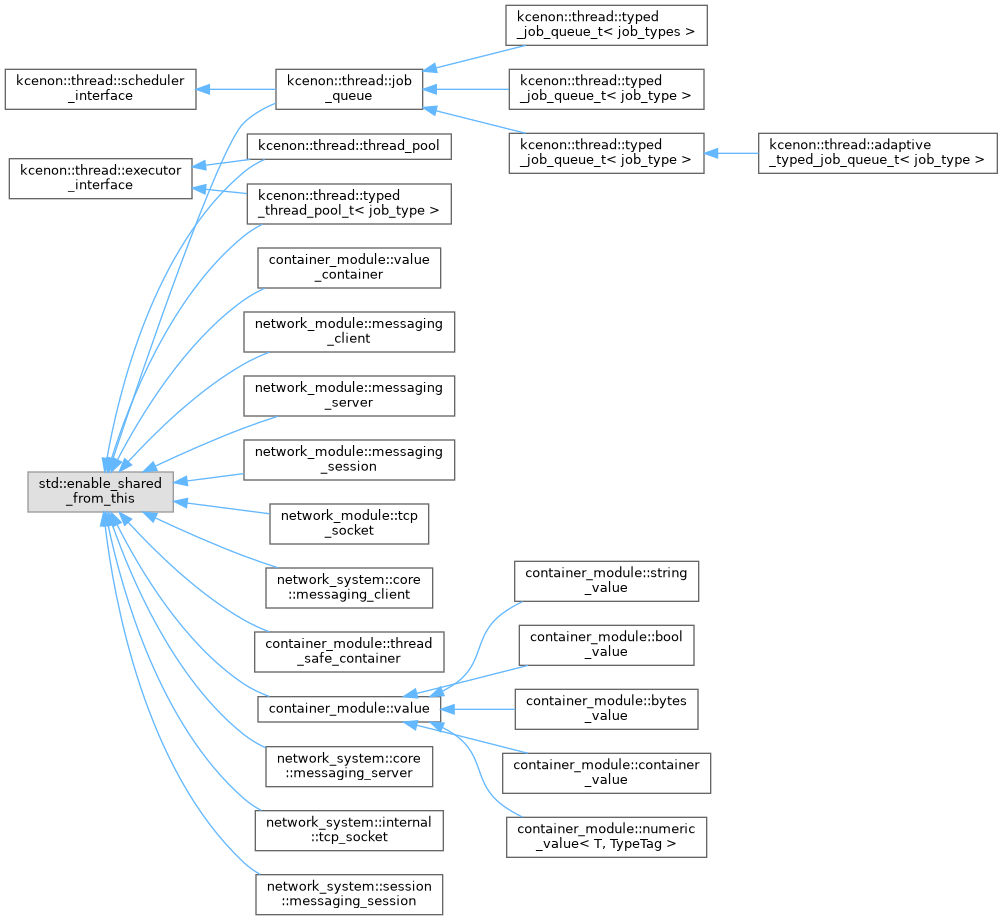 kcenon::thread::typed
_job_queue_t< job_types >
kcenon::thread::scheduler
_interface
kcenon::thread::job
_queue
kcenon::thread::typed
_job_queue_t< job_type >
kcenon::thread::thread_pool
kcenon::thread::typed
_job_queue_t< job_type >
kcenon::thread::adaptive
_typed_job_queue_t< job_type >
kcenon::thread::executor
_interface
kcenon::thread::typed
_thread_pool_t< job_type >
container_module::value
_container
network_module::messaging
_client
network_module::messaging
_server
network_module::messaging
_session
std::enable_shared
_from_this
network_module::tcp
_socket
network_system::core
::messaging_client
container_module::string
_value
container_module::thread
_safe_container
container_module::bool
_value
container_module::value
container_module::bytes
_value
network_system::core
::messaging_server
container_module::container
_value
network_system::internal
::tcp_socket
container_module::numeric
_value< T, TypeTag >
network_system::session
::messaging_session